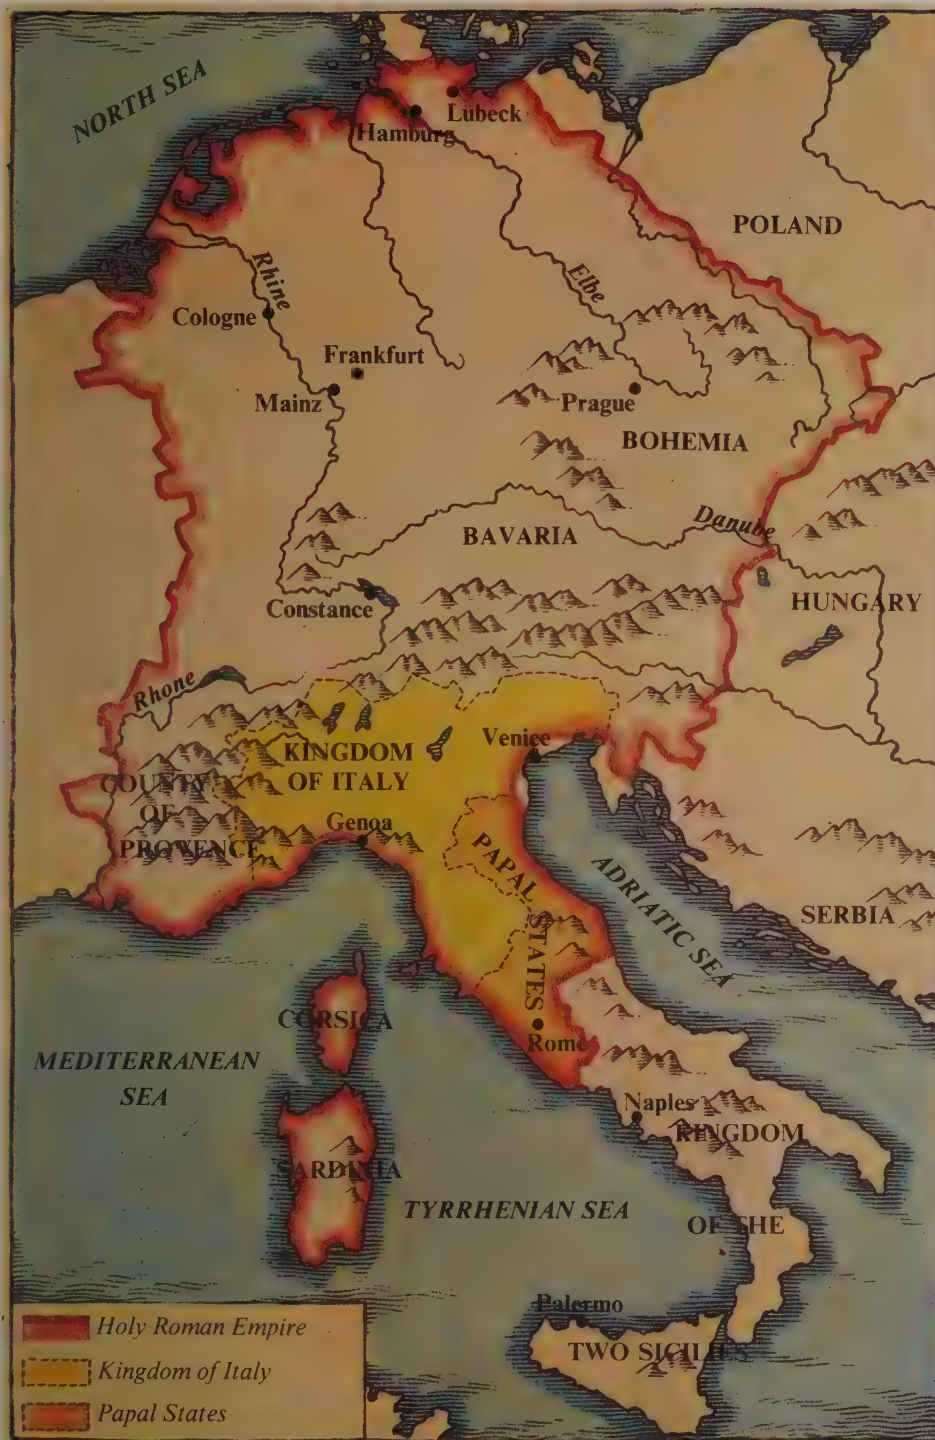 NORTH SEA
Lübeck
Hamburg
POLAND
Rhine
Elbe
Cologne
Frankfurt
Mainz
Prague
BOHEMIA
Danube
BAVARIA
Constance
HUNGARY
Rhone
Venice
KINGDOM
OF ITALY
COUNTY
OF
PROVENCE
Genoa
PAPAL
STATES
ADRIATIC SEA
SERBIA
CORSICA
Rome
MEDITERRANEAN
SEA
Naples
KINGDOM
SARDINIA
TYRRHENIAN SEA
OF THE
Palermo
TWO SICILIES
Holy Roman Empire
Kingdom of Italy
Papal States